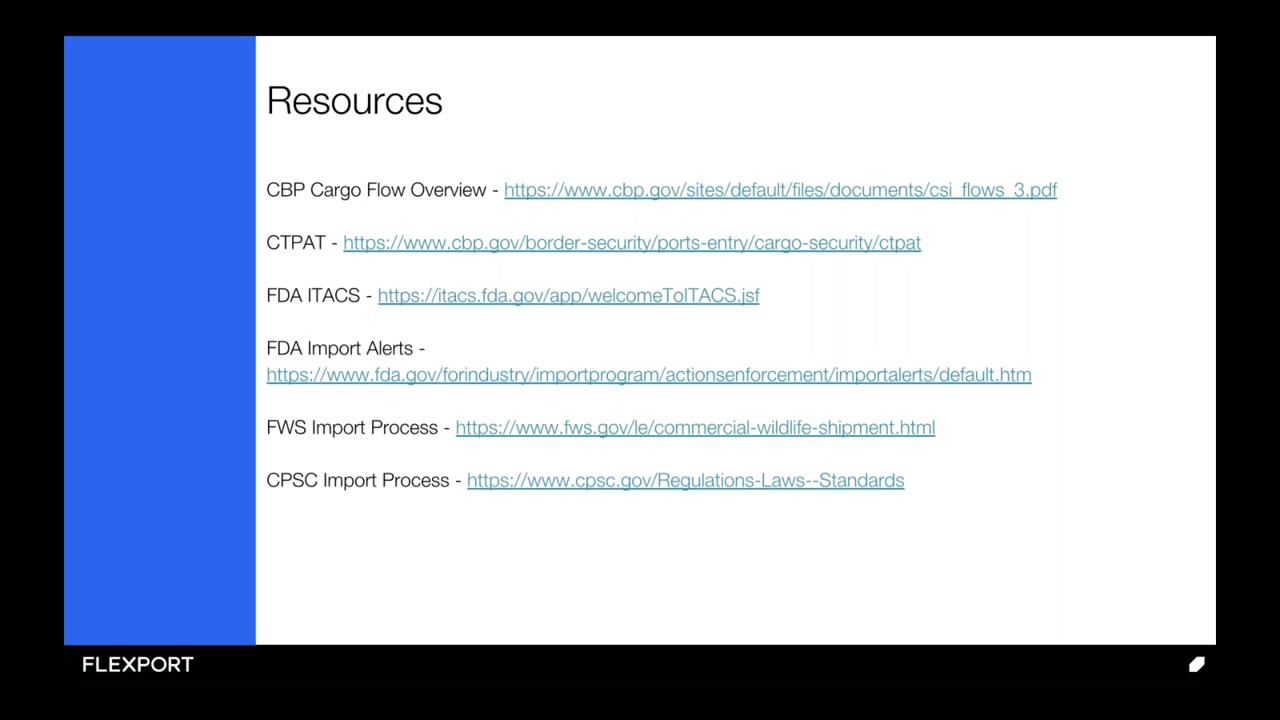 Resources
CBP Cargo Flow Overview - https://www.cbp.gov/sites/default/files/documents/csi_flows_3.pdf
CTPAT - https://www.cbp.gov/border-security/ports-entry/cargo-security/ctpat
FDA ITACS - https://itacs.fda.gov/app/welcomeToITACS.jsf
FDA Import Alerts -
https://www.fda.gov/forindustry/importprogram/actionsenforcement/importalerts/default.htm
FWS Import Process - https://www.fws.gov/le/commercial-wildlife-shipment.html
CPSC Import Process - https://www.cpsc.gov/Regulations-Laws--Standards
FLEXPORT